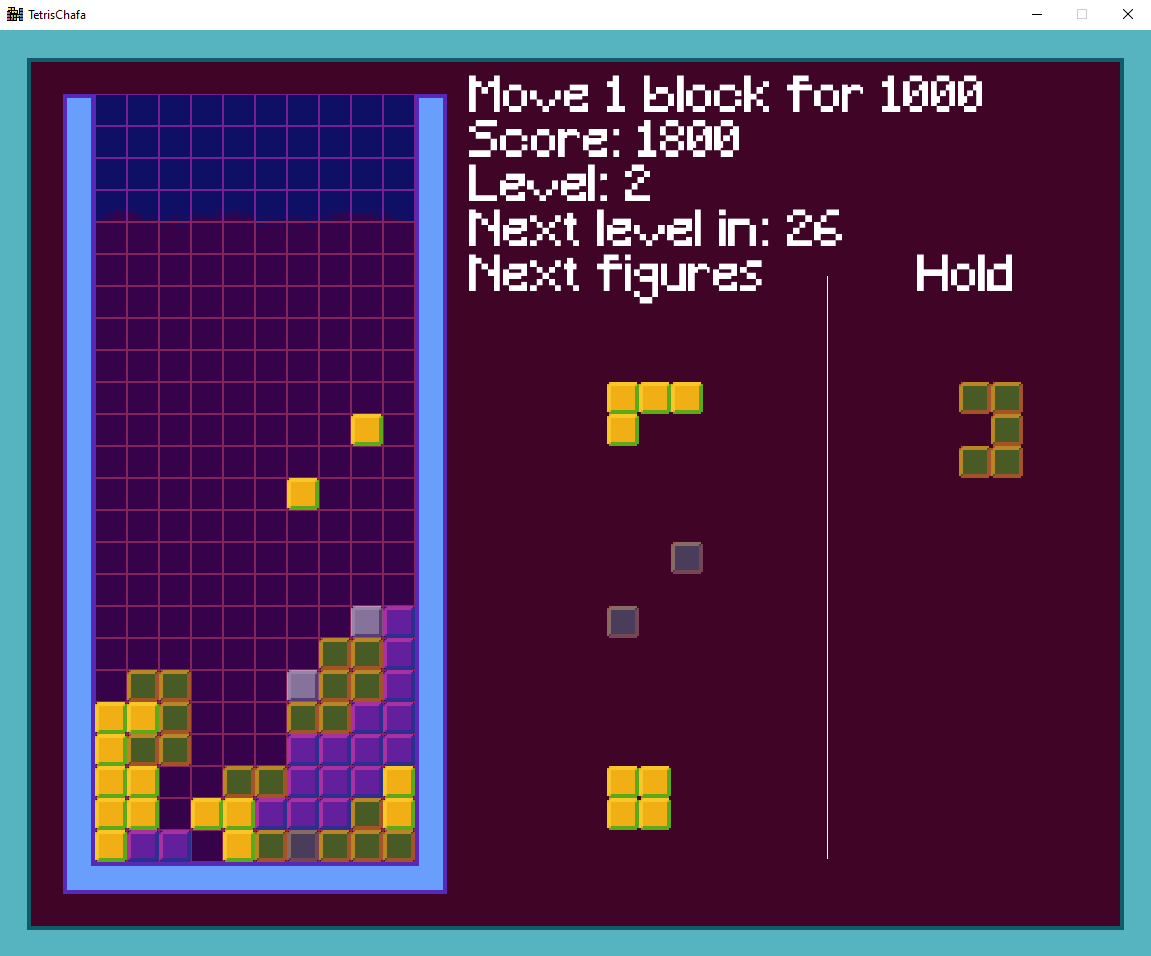 TetrisChafa
Move 1 block for 1000
Score: 1800
Level: 2
Next level in: 26
Next figures
Hold